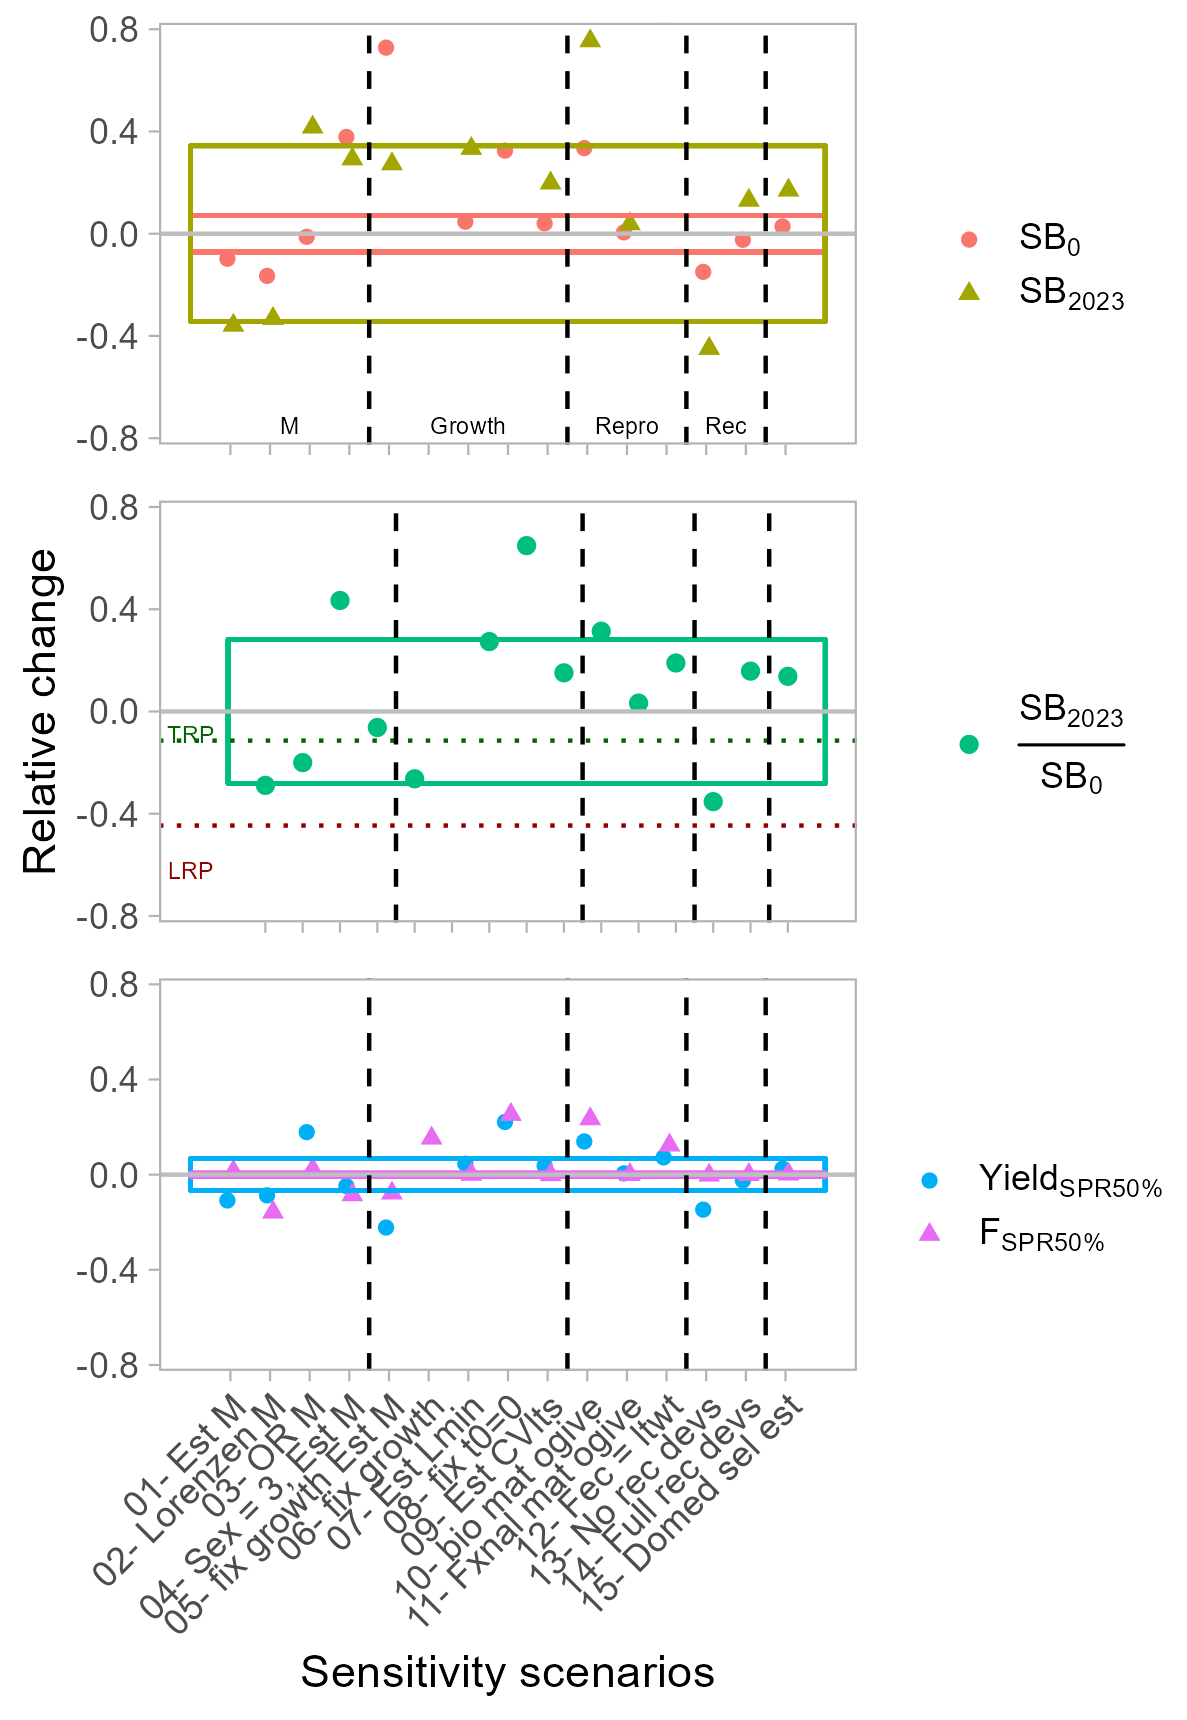 0.8
0.4
0.0
-0.4
-0.8
M
Growth
Repro
Rec
SB0
SB2023
Relative change
0.8
0.4
0.0
-0.4
-0.8
TRP
LRP
SB2023
SB0
0.8
0.4
0.0
-0.4
-0.8
YieldSPR50%
FSPR50%
01- Est M
02- Lorenzen M
03- OR M
04- Sex = 3, Est M
05- fix growth Est M
06- fix growth
07- Est Lmin
08- fix t0=0
09- Est CVlts
10- bio mat ogive
11- Fxnal mat ogive
12- Fec = ltwt
13- No rec devs
14- Full rec devs
15- Domed sel est
Sensitivity scenarios